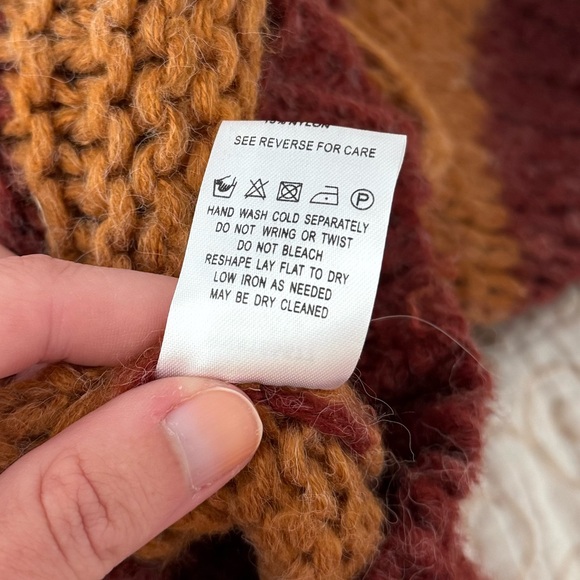 NYLON
SEE REVERSE FOR CARE
P
HAND WASH COLD SEPARATELY
DO NOT WRING OR TWIST
DO NOT BLEACH
RESHAPE LAY FLAT TO DRY
LOW IRON AS NEEDED
MAY BE DRY CLEANED